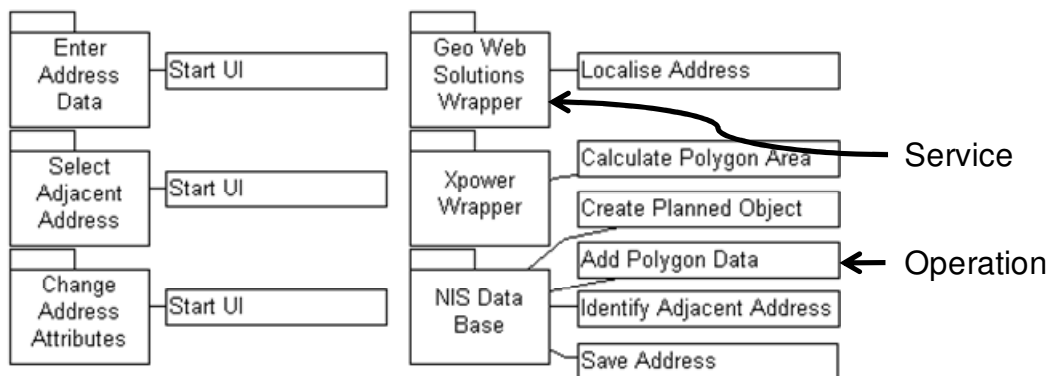 Enter
Address
Data
Start UI
Select
Adjacent
Address
Start UI
Change
Address
Attributes
Start UI
Geo Web
Solutions
Wrapper
Localise Address
Service
Xpower
Wrapper
Calculate Polygon Area
NIS Data
Base
Create Planned Object
Add Polygon Data
Operation
Identify Adjacent Address
Save Address